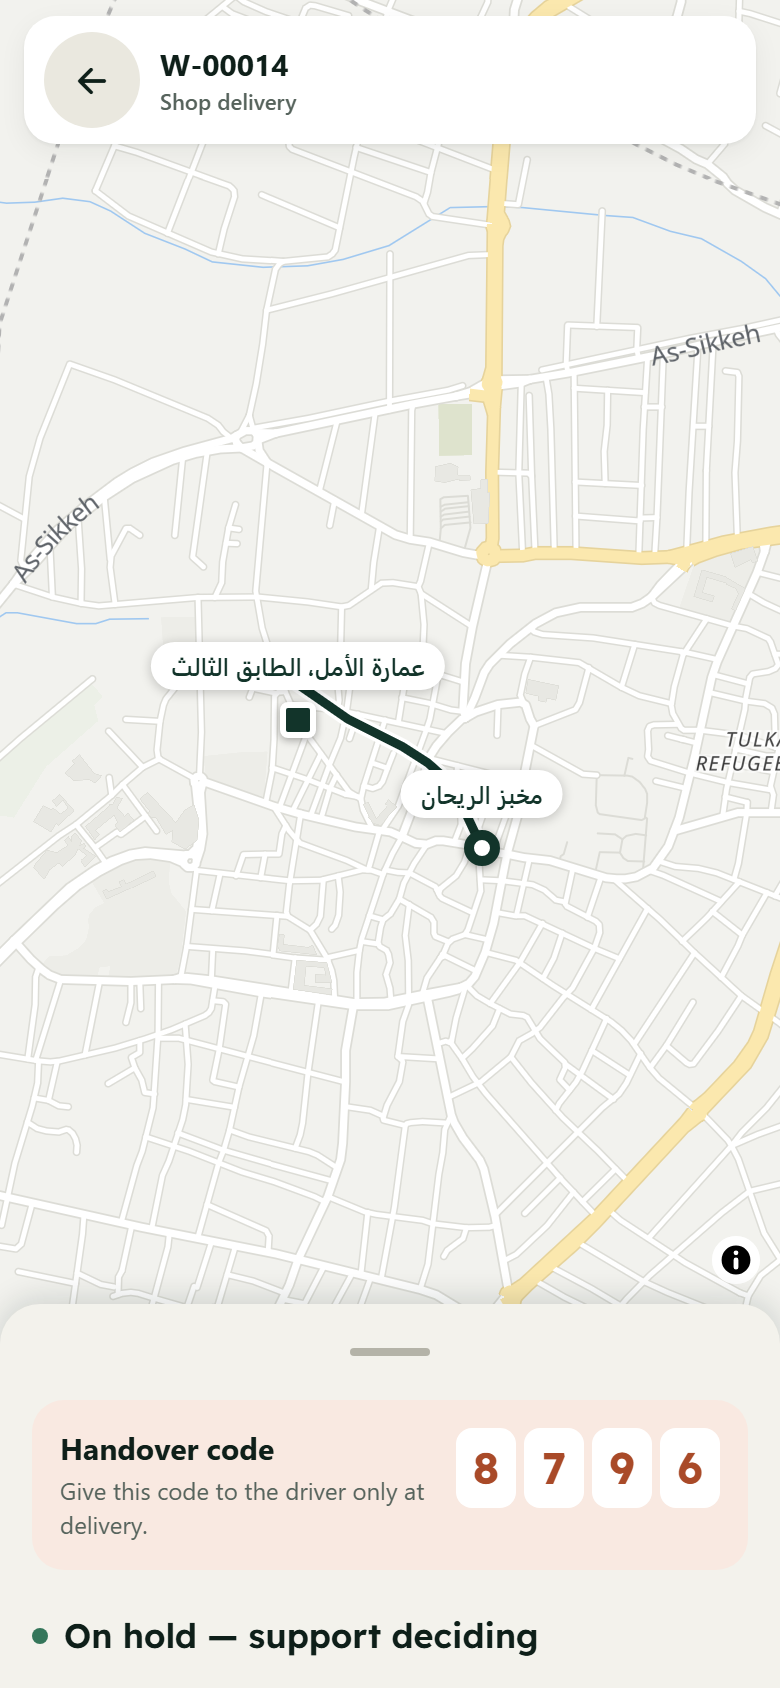 W-00014
Shop delivery
As-Sikkeh
As-Sikkeh
عمارة الأمل، الطابق الثالث
TULKA
REFUGEE
مخبز الريحان
Handover code
8 7 9 6
Give this code to the driver only at
delivery.
On hold — support deciding